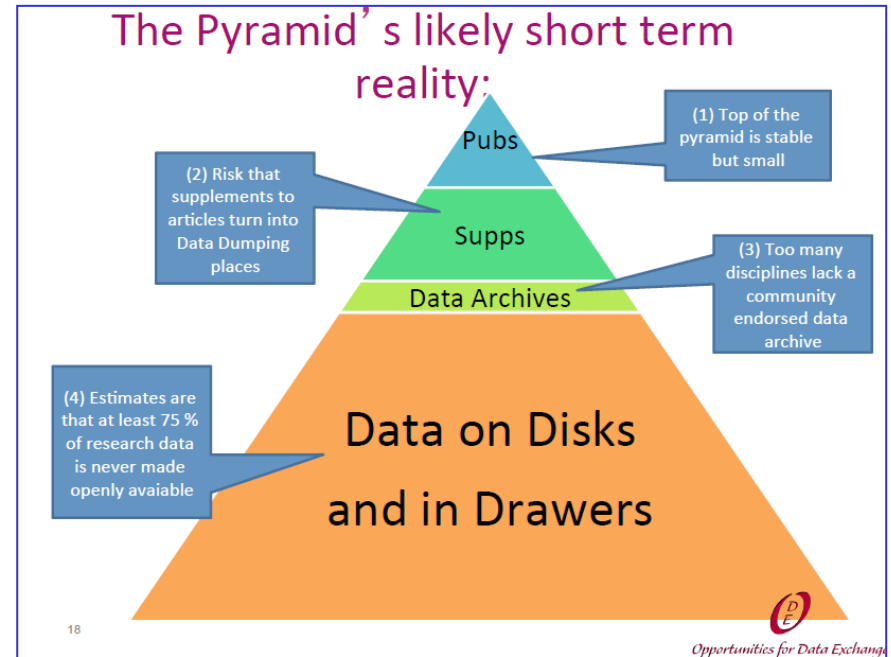 The Pyramid’s likely short term
reality:
Pubs
(1) Top of the
pyramid is stable
but small
(2) Risk that
supplements to
articles turn into
Data Dumping
places
Supps
(3) Too many
disciplines lack a
community
endorsed data
archive
Data Archives
(4) Estimates are
that at least 75 %
of research data
is never made
openly avaiable
Data on Disks
and in Drawers
18
O
D
E
Opportunities for Data Exchange